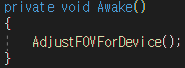 private void Awake()
{
    AdjustFOVForDevice();
}